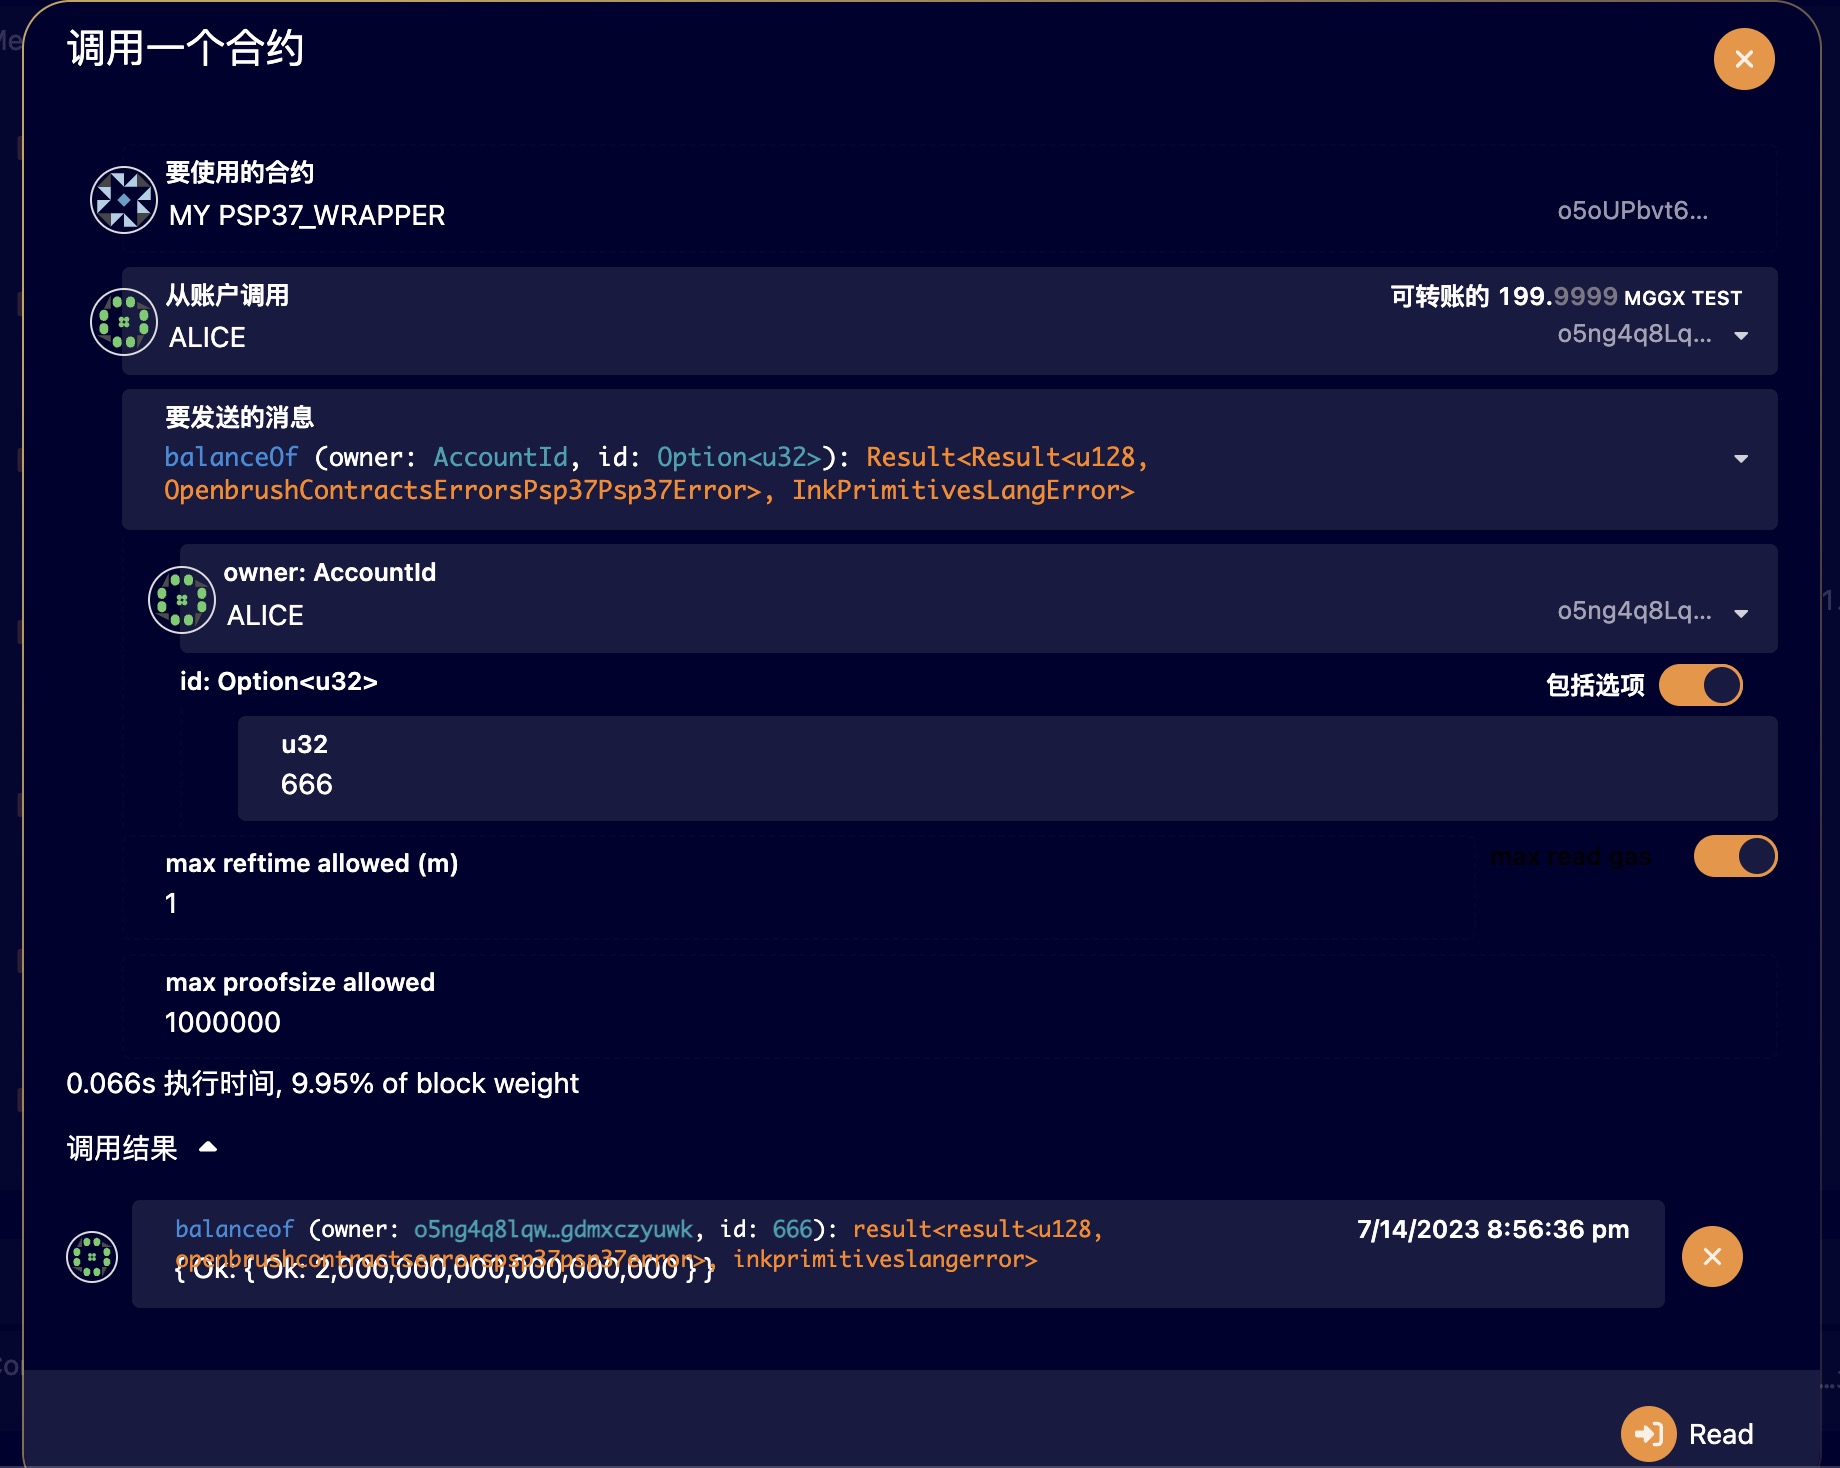 调用一个合约
要使用的合约
MY PSP37_WRAPPER
o5oUPbvt6...
从账户调用
可转账的 199.9999 MGGX TEST
ALICE
o5ng4q8Lq...
要发送的消息
balanceOf (owner: AccountId, id: Option<u32>): Result<Result<u128,
OpenbrushContractsErrorsPsp37Psp37Error>, InkPrimitivesLangError>
owner: AccountId
ALICE
o5ng4q8Lq...
id: Option<u32>
包括选项
u32
666
max reftime allowed (m)
max read gas
1
max proofsize allowed
1000000
0.066s 执行时间, 9.95% of block weight
调用结果
balanceof (owner: o5ng4q8lqw…gdmxczyuwk, id: 666): result<result<u128,
7/14/2023 8:56:36 pm
openbrushcontractserrorspsp37psp37error>, inkprimitiveslangerror>
{ Ok: { Ok: 2,000,000,000,000,000,000 } }
Read